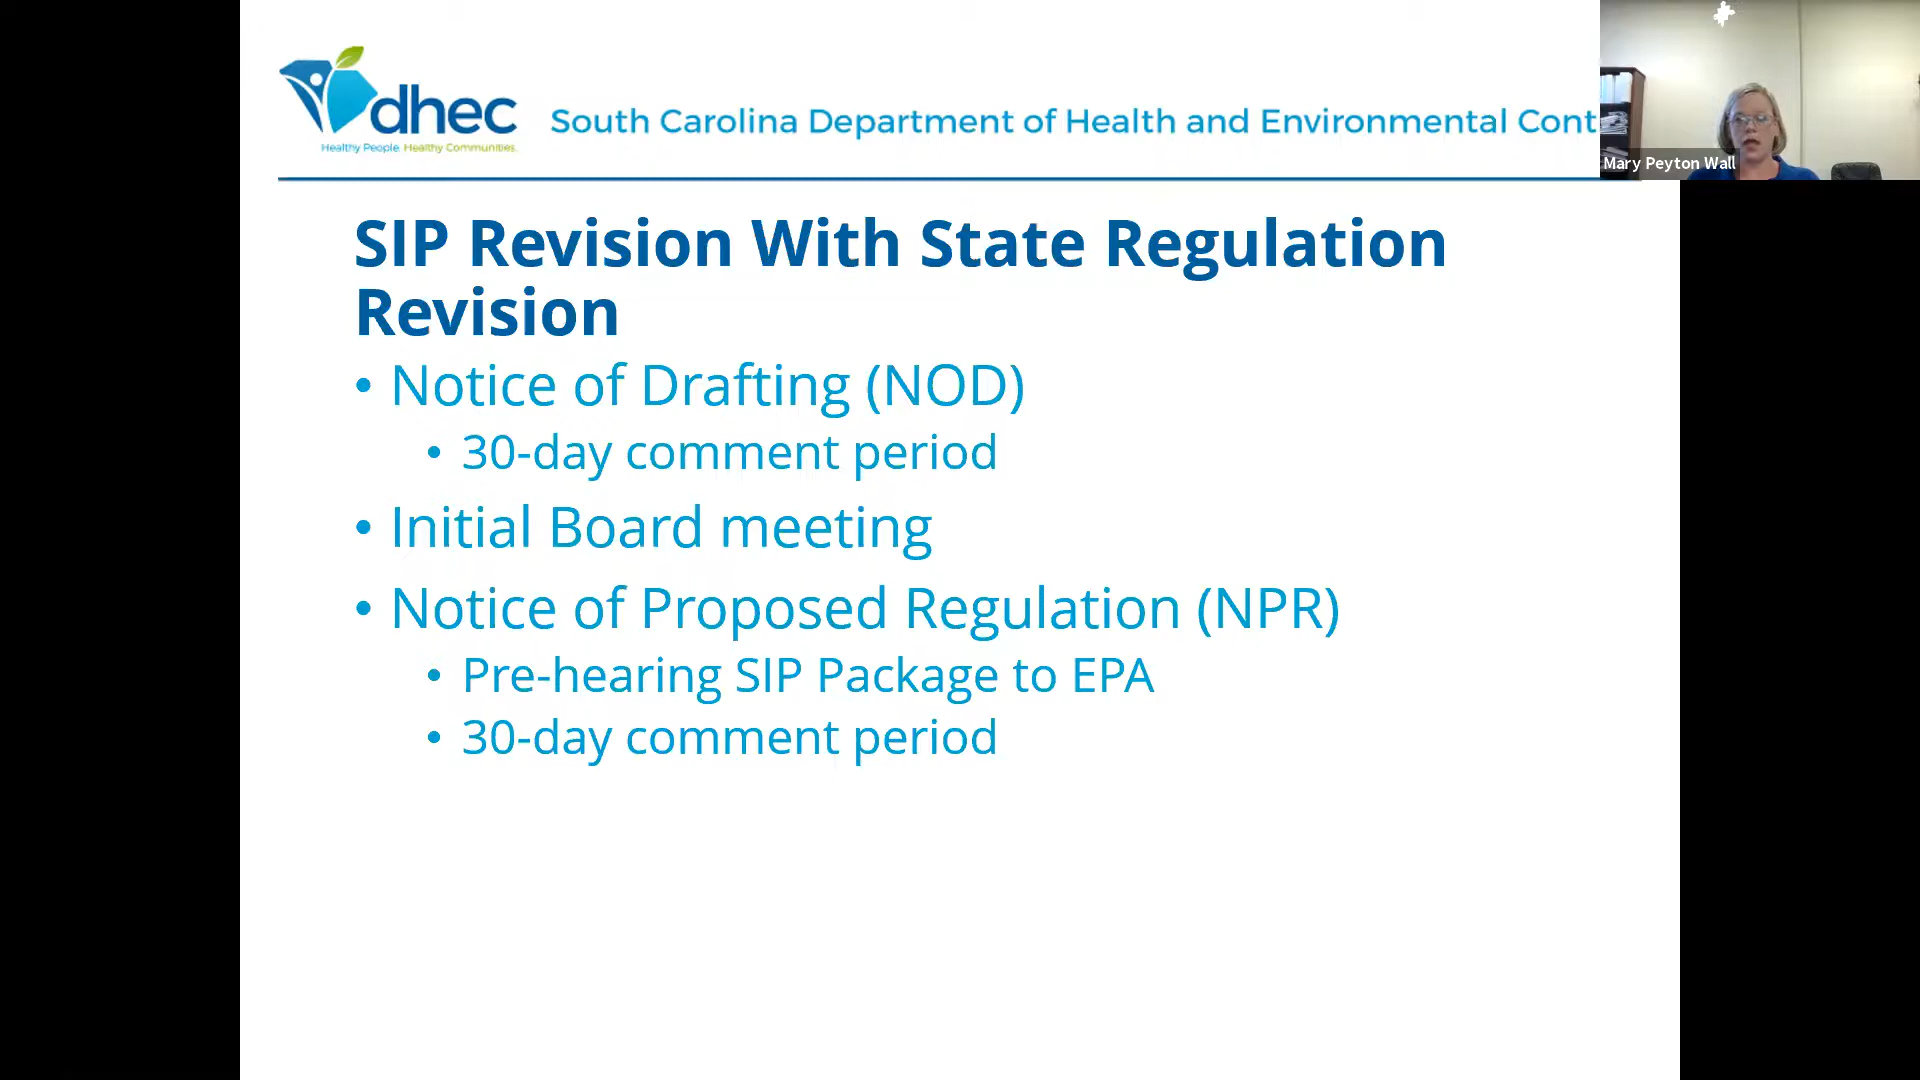 dhec
Healthy People. Healthy Communities.
South Carolina Department of Health and Environmental Cont
Mary Peyton Wall
SIP Revision With State Regulation
Revision
• Notice of Drafting (NOD)
• 30-day comment period
• Initial Board meeting
• Notice of Proposed Regulation (NPR)
• Pre-hearing SIP Package to EPA
• 30-day comment period